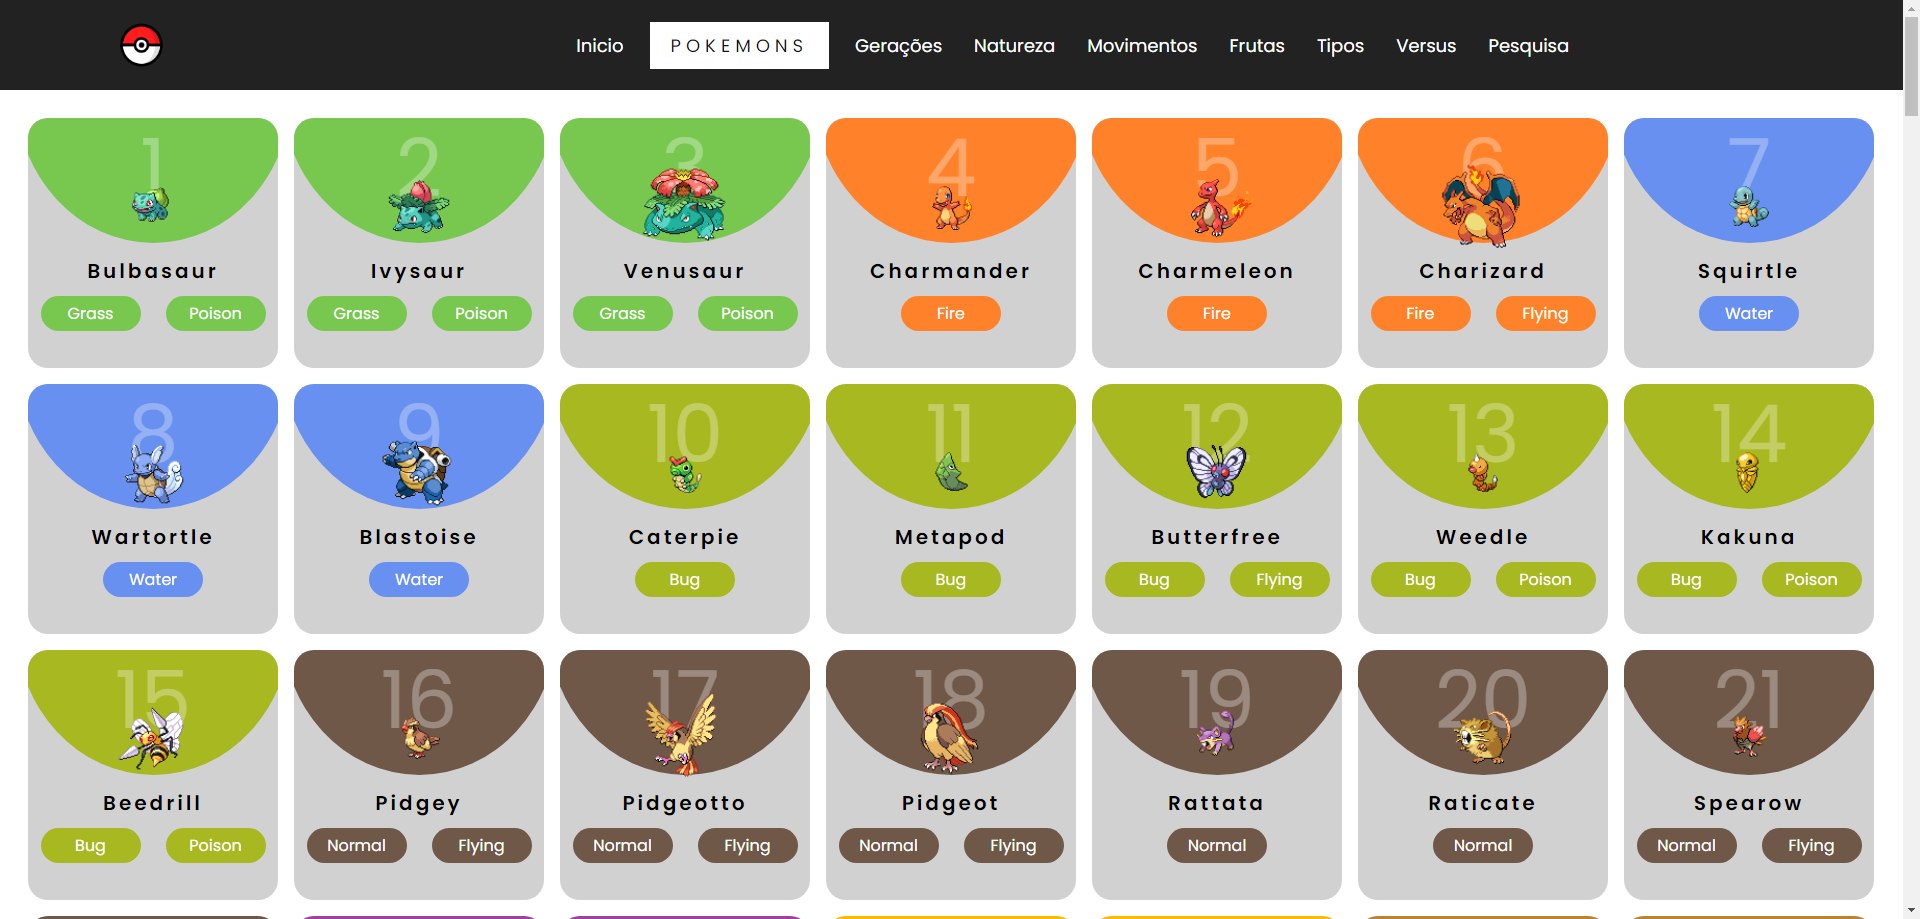 Inicio POKEMONS Gerações Natureza Movimentos Frutas Tipos Versus Pesquisa
1 2 3 4 5 6 7
Bulbasaur Ivysaur Venusaur Charmander Charmeleon Charizard Squirtle
Grass Poison Grass Poison Grass Poison Fire Fire Fire Flying Water
8 9 10 11 12 13 14
Wartortle Blastoise Caterpie Metapod Butterfree Weedle Kakuna
Water Water Bug Bug Bug Flying Bug Poison Bug Poison
15 16 17 18 19 20 21
Beedrill Pidgey Pidgeotto Pidgeot Rattata Raticate Spearow
Bug Poison Normal Flying Normal Flying Normal Flying Normal Normal Normal Flying